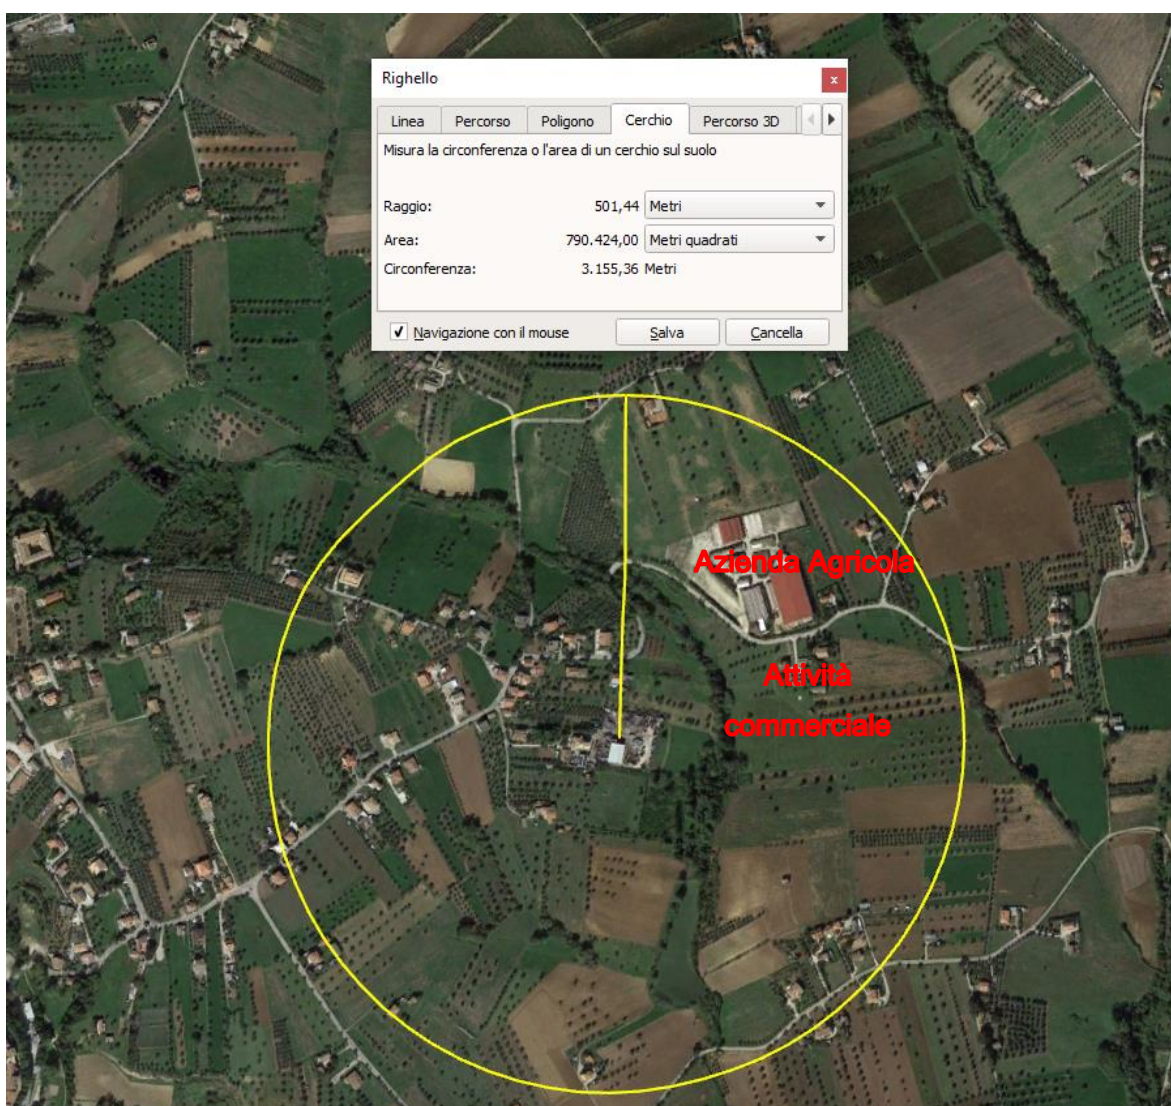 Righello
x
Linea Percorso Poligono Cerchio Percorso 3D
Misura la circonferenza o l'area di un cerchio sul suolo
Raggio: 501,44 Metri
Area: 790.424,00 Metri quadrati
Circonferenza: 3.155,36 Metri
Navigazione con il mouse Salva Cancella
Azienda Agricola
Attività
commerciale